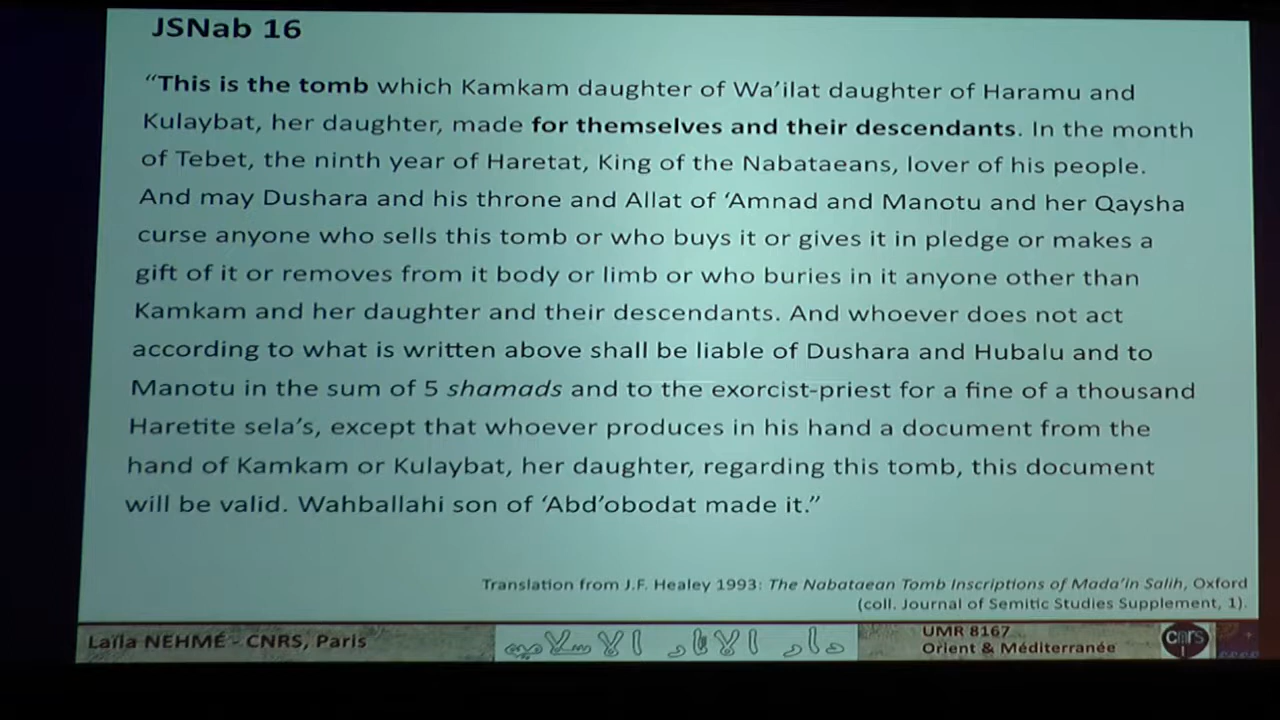 JSNab 16
“This is the tomb which Kamkam daughter of Wa’ilat daughter of Haramu and
Kulaybat, her daughter, made for themselves and their descendants. In the month
of Tebet, the ninth year of Haretat, King of the Nabataeans, lover of his people.
And may Dushara and his throne and Allat of ‘Amnad and Manotu and her Qaysha
curse anyone who sells this tomb or who buys it or gives it in pledge or makes a
gift of it or removes from it body or limb or who buries in it anyone other than
Kamkam and her daughter and their descendants. And whoever does not act
according to what is written above shall be liable of Dushara and Hubalu and to
Manotu in the sum of 5 shamads and to the exorcist-priest for a fine of a thousand
Haretite sela’s, except that whoever produces in his hand a document from the
hand of Kamkam or Kulaybat, her daughter, regarding this tomb, this document
will be valid. Wahballahi son of ‘Abd’obodat made it.”
Translation from J.F. Healey 1993: The Nabataean Tomb Inscriptions of Mada’in Salih, Oxford
(coll. Journal of Semitic Studies Supplement, 1).
Laïla NEHMÉ - CNRS, Paris
UMR 8167
Orient & Méditerranée
cnrs